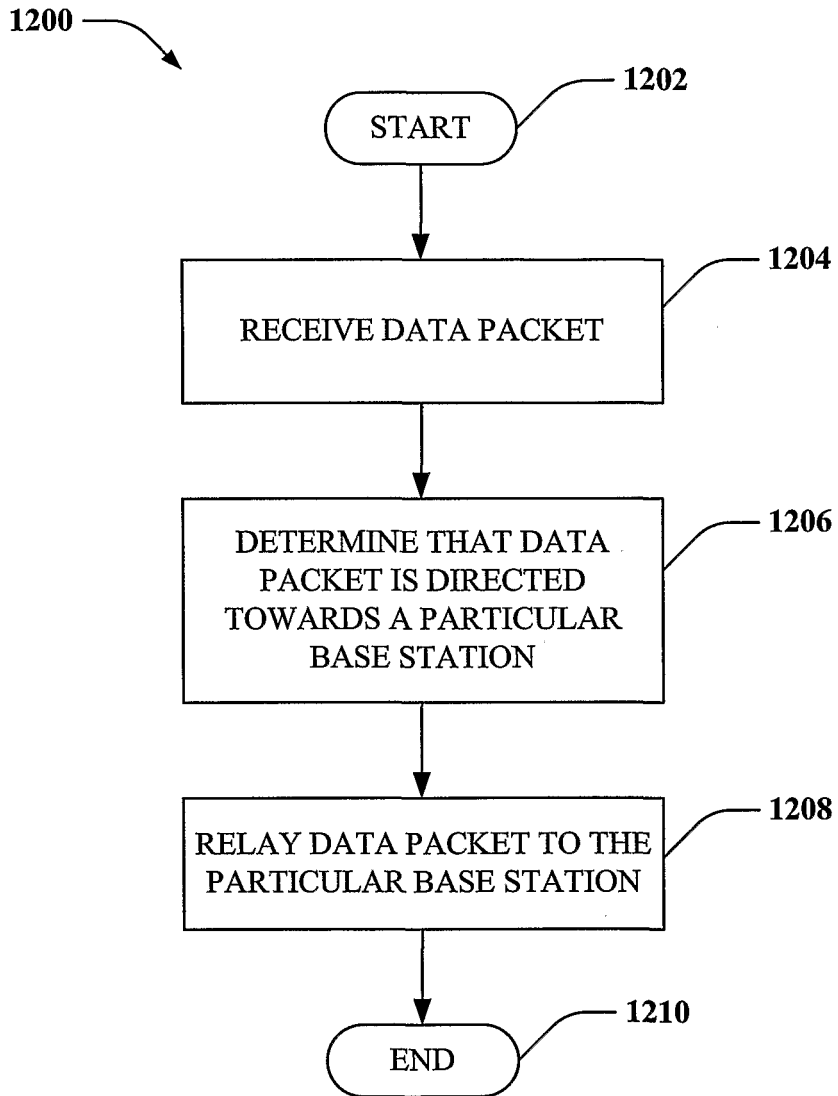 1200
1202
START
1204
RECEIVE DATA PACKET
1206
DETERMINE THAT DATA
PACKET IS DIRECTED
TOWARDS A PARTICULAR
BASE STATION
1208
RELAY DATA PACKET TO THE
PARTICULAR BASE STATION
1210
END